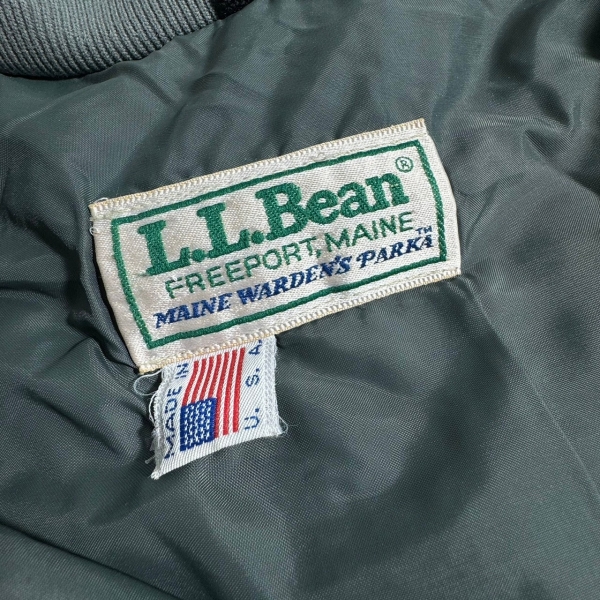 L.L.Bean®
FREEPORT, MAINE
MAINE WARDEN'S PARKA™
MADE IN
U.S.A.